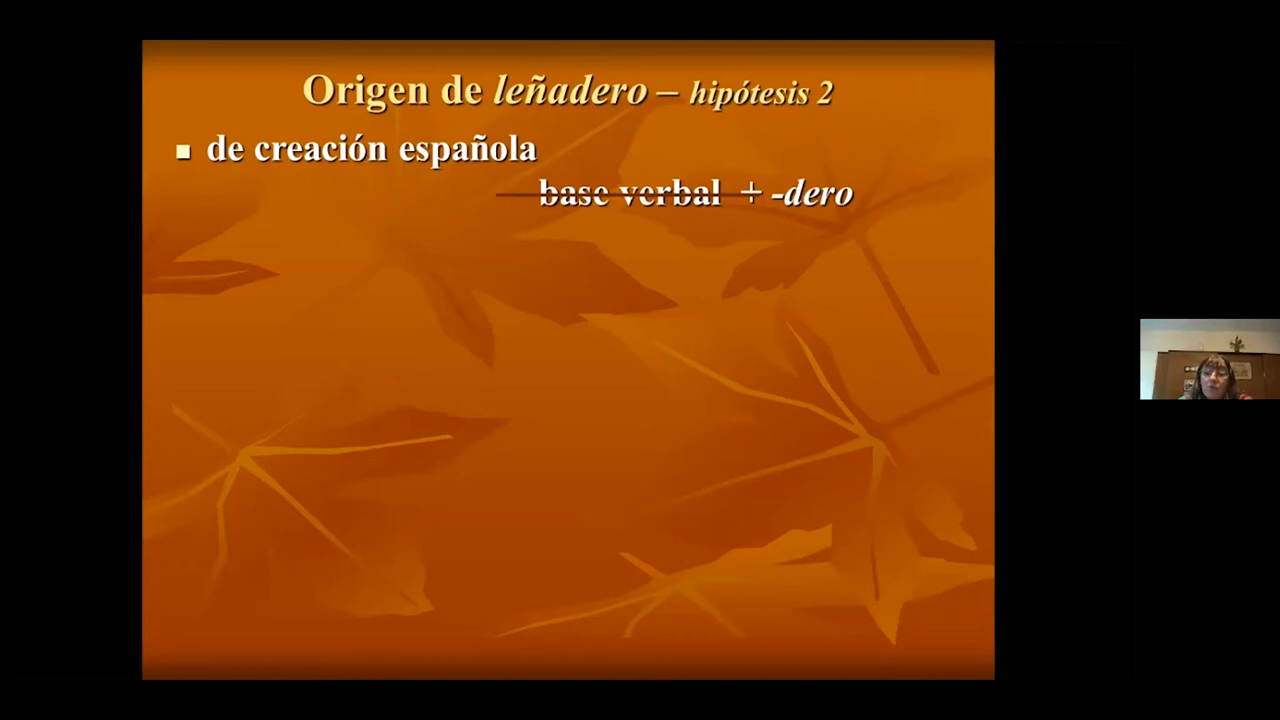 Origen de leñadero – hipótesis 2
de creación española
base verbal + -dero